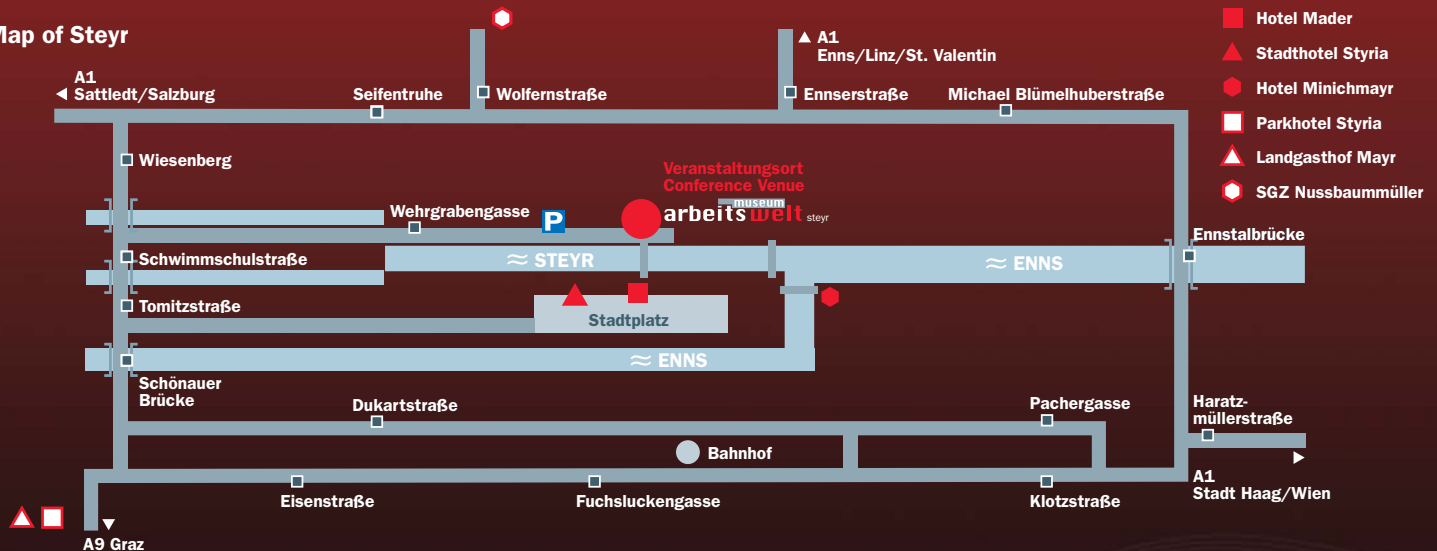 Map of Steyr
A1
Sattledt/Salzburg
Seifentruhe
Wolfernstraße
A1
Enns/Linz/St. Valentin
Ennserstraße
Michael Blümelhuberstraße
Hotel Mader
Stadthotel Styria
Hotel Minichmayr
Parkhotel Styria
Landgasthof Mayr
SGZ Nussbaummüller
Wiesenberg
Veranstaltungsort
Conference Venue
museum
arbeitswelt steyr
Wehrgrabengasse
P
Schwimmschulstraße
STEYR
ENNS
Ennstalbrücke
Tomitzstraße
Stadtplatz
ENNS
Schönauer
Brücke
Dukartstraße
Pachergasse
Haratz-
müllerstraße
Bahnhof
Eisenstraße
Fuchsluckengasse
Klotzstraße
A1
Stadt Haag/Wien
A9 Graz